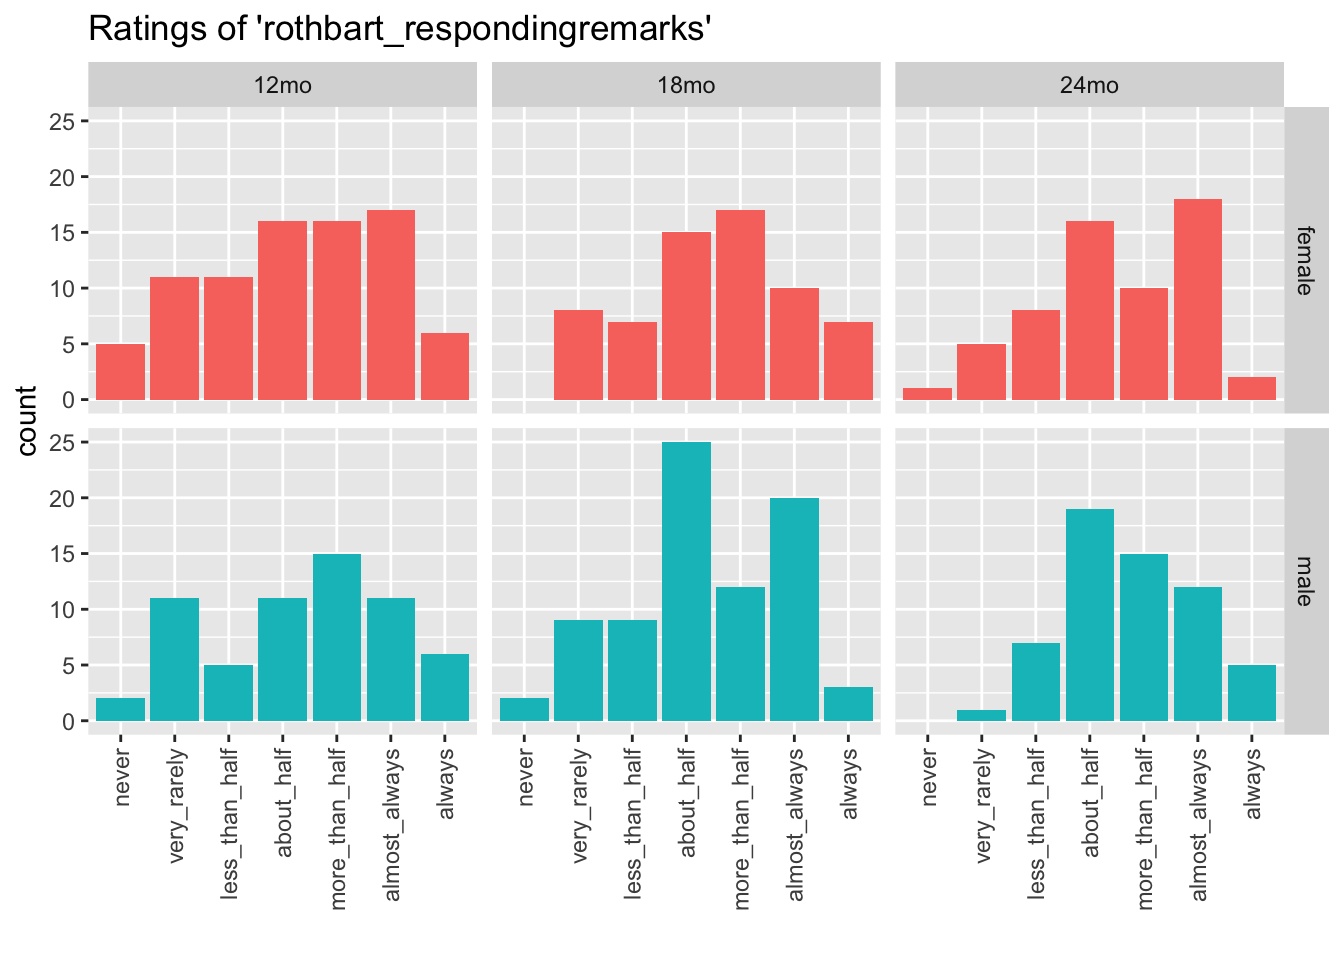 Ratings of 'rothbart_respondingremarks'
12mo 18mo 24mo
25
20
15
10
5
0
female
count
25
20
15
10
5
0
male
never very_rarely less_than_half about_half more_than_half almost_always always never very_rarely less_than_half about_half more_than_half almost_always always never very_rarely less_than_half about_half more_than_half almost_always always